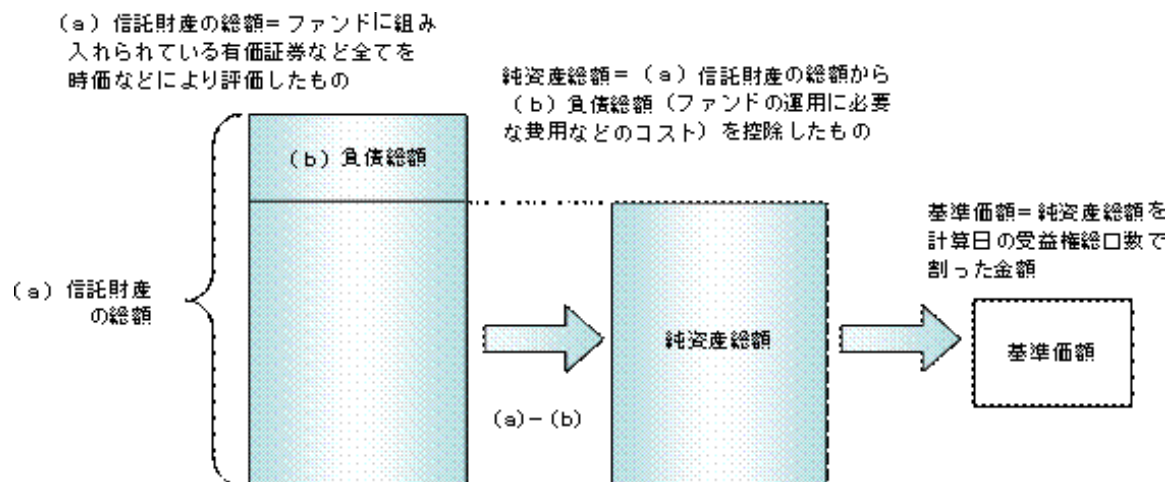 (a) 信託財産の総額=ファンドに組み
入れられている有価証券など全てを
時価などにより評価したもの
純資産総額=(a) 信託財産の総額から
(b) 負債総額(ファンドの運用に必要
な費用などのコスト)を控除したもの
(b) 負債総額
基準価額=純資産総額を
計算日の受益権総口数で
割った金額
(a) 信託財産
の総額
純資産総額
基準価額
(a)-(b)